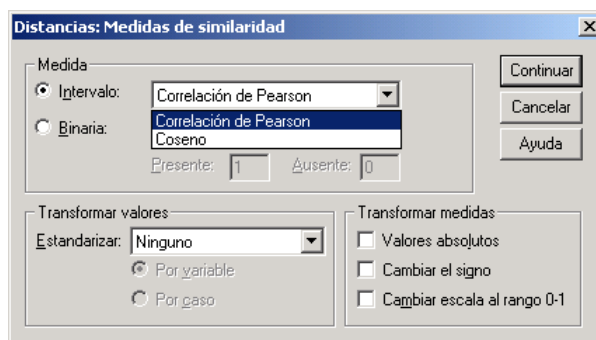 Distancias: Medidas de similaridad
Medida
Intervalo: Correlación de Pearson
Correlación de Pearson
Binaria:
Coseno
Presente: 1 Ausente: 0
Continuar
Cancelar
Ayuda
Transformar valores
Estandarizar: Ninguno
Por variable
Por caso
Transformar medidas
Valores absolutos
Cambiar el signo
Cambiar escala al rango 0-1